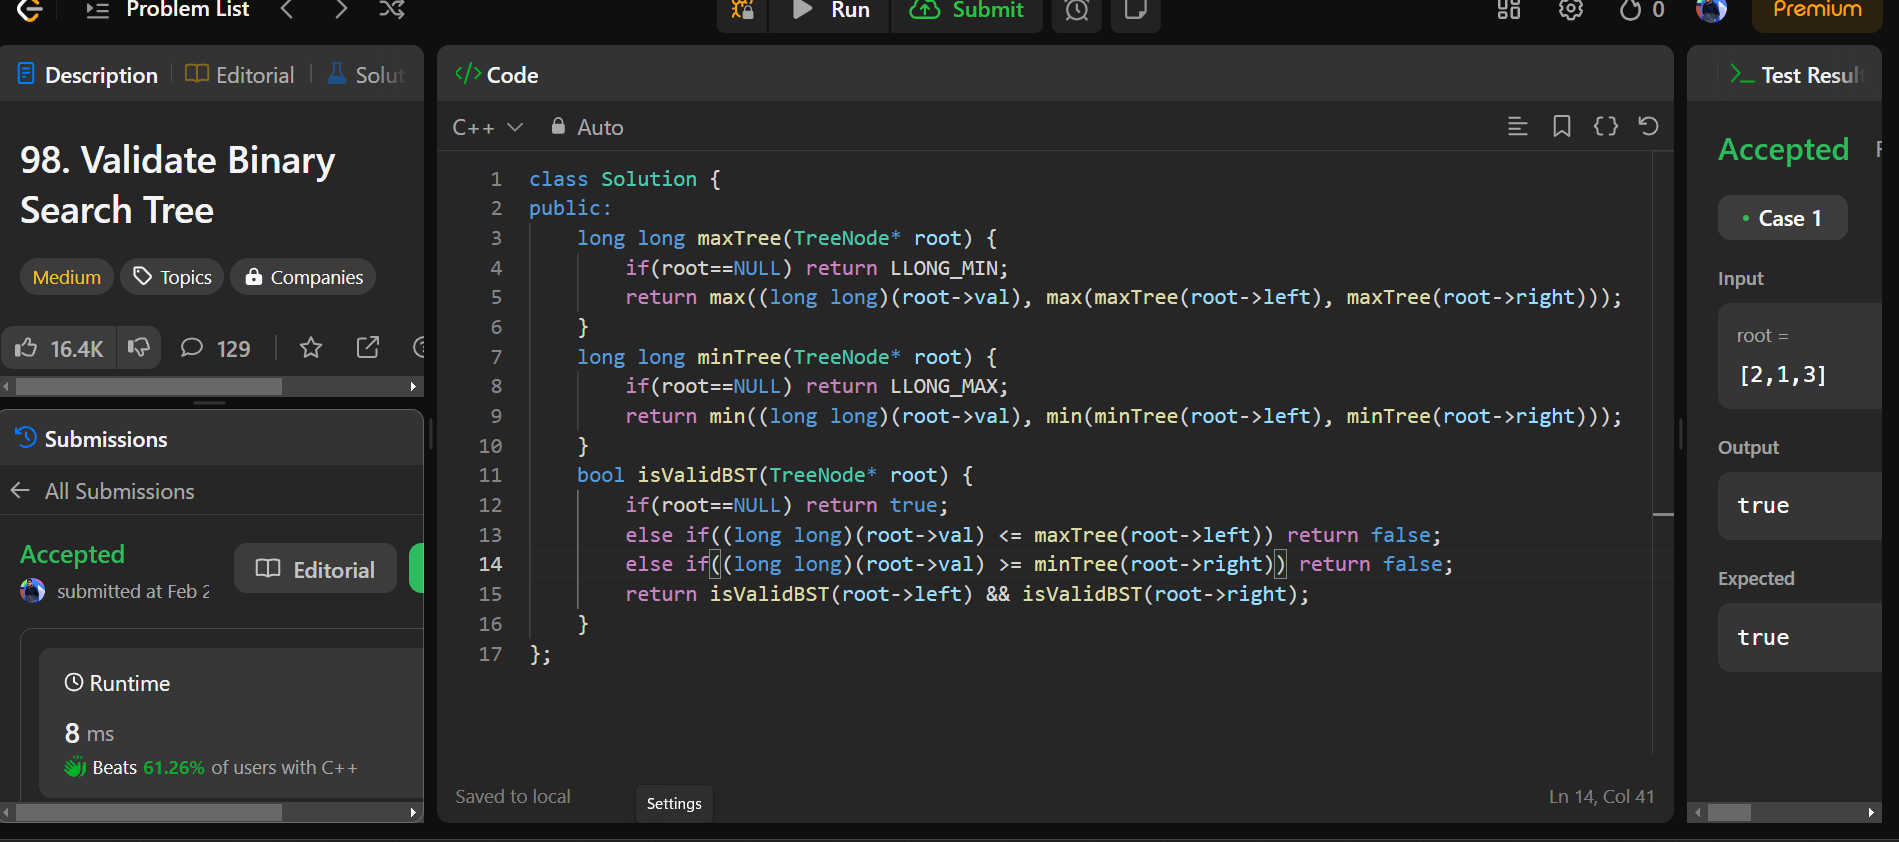 Problem List
Run
Submit
0
Premium
Description
Editorial
Solut
98. Validate Binary
Search Tree
Medium
Topics
Companies
16.4K
129
Submissions
All Submissions
Accepted
submitted at Feb 2
Editorial
Runtime
8 ms
Beats 61.26% of users with C++
Code
C++
Auto
1 class Solution {
2 public:
3     long long maxTree(TreeNode* root) {
4         if(root==NULL) return LLONG_MIN;
5         return max((long long)(root->val), max(maxTree(root->left), maxTree(root->right)));
6     }
7     long long minTree(TreeNode* root) {
8         if(root==NULL) return LLONG_MAX;
9         return min((long long)(root->val), min(minTree(root->left), minTree(root->right)));
10     }
11     bool isValidBST(TreeNode* root) {
12         if(root==NULL) return true;
13         else if((long long)(root->val) <= maxTree(root->left)) return false;
14         else if((long long)(root->val) >= minTree(root->right)) return false;
15         return isValidBST(root->left) && isValidBST(root->right);
16     }
17 };
Saved to local
Settings
Ln 14, Col 41
Test Result
Accepted
Case 1
Input
root =
[2,1,3]
Output
true
Expected
true